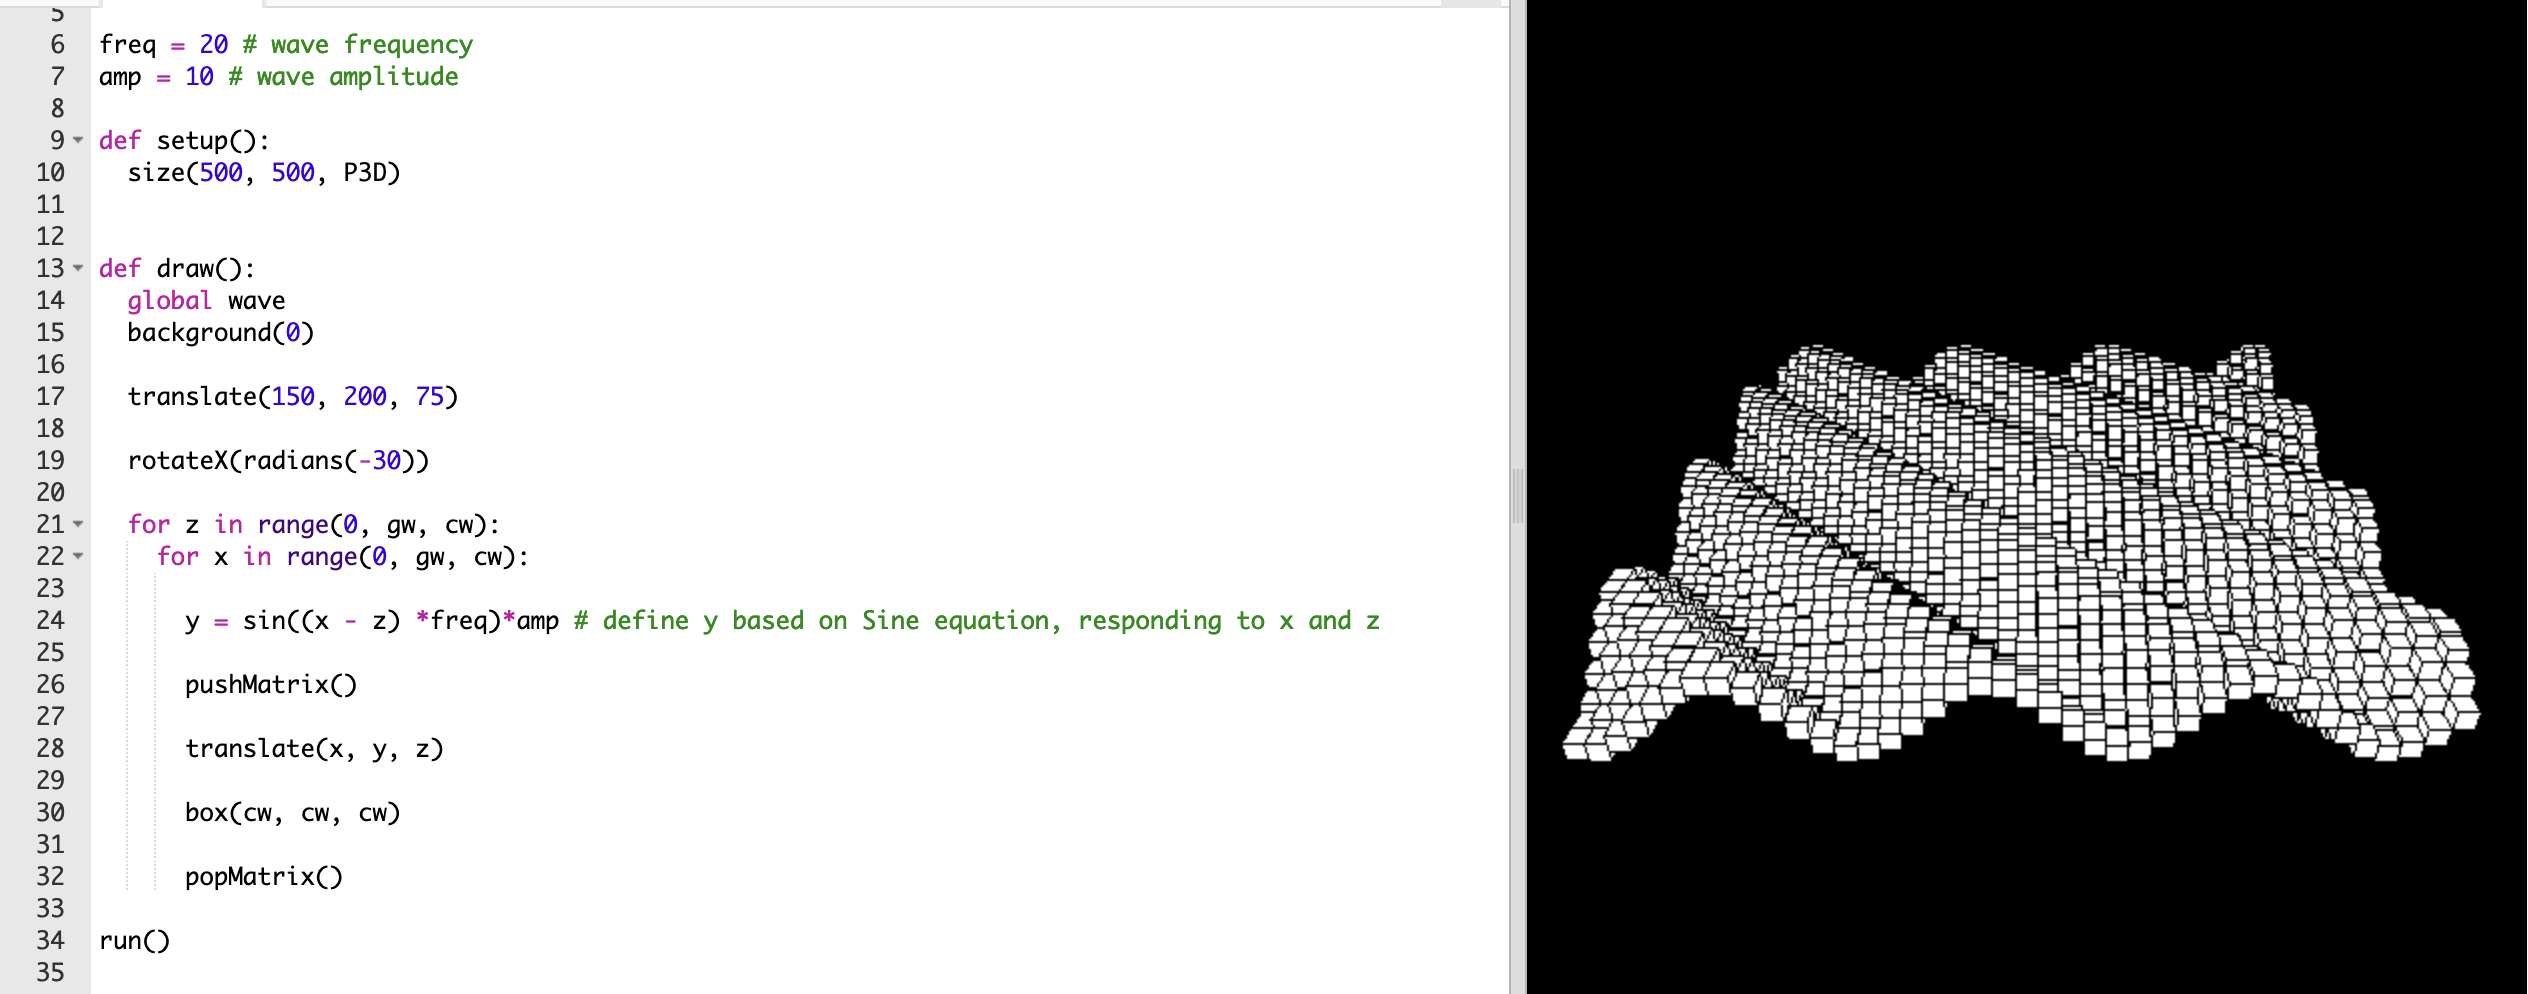 5
6 freq = 20 # wave frequency
7 amp = 10 # wave amplitude
8
9 def setup():
10 size(500, 500, P3D)
11
12
13 def draw():
14 global wave
15 background(0)
16
17 translate(150, 200, 75)
18
19 rotateX(radians(-30))
20
21 for z in range(0, gw, cw):
22 for x in range(0, gw, cw):
23
24 y = sin((x - z) *freq)*amp # define y based on Sine equation, responding to x and z
25
26 pushMatrix()
27
28 translate(x, y, z)
29
30 box(cw, cw, cw)
31
32 popMatrix()
33
34 run()
35